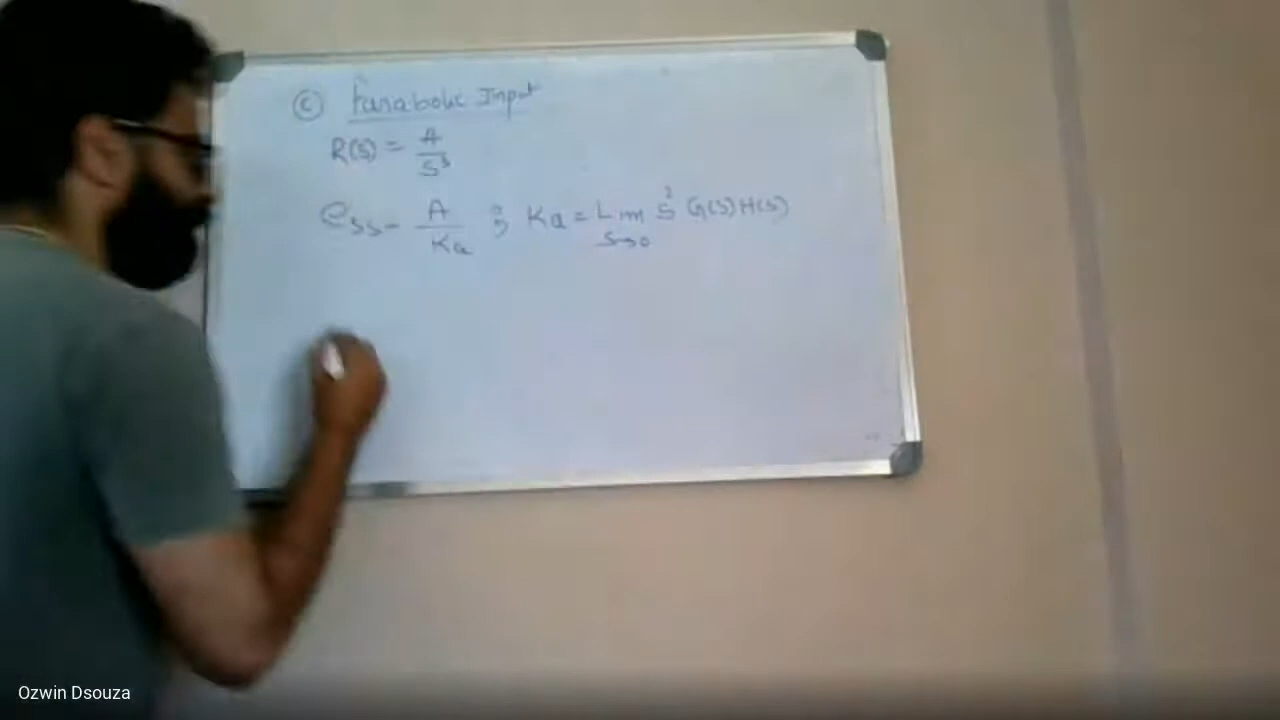 (c) Parabolic Input
R(S) = A/S³
ess = A/Ka ; Ka = Lim S→0 S² G(S)H(S)
Ozwin Dsouza